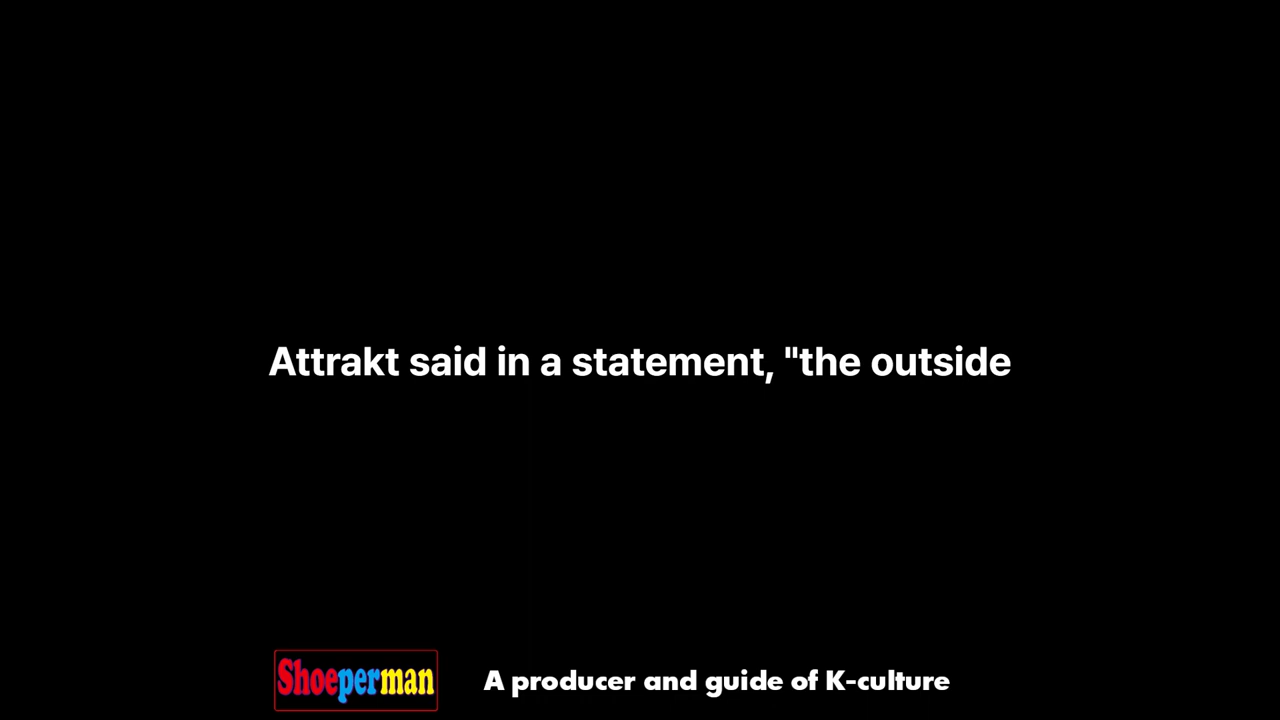 Attrakt said in a statement, "the outside
Shoeperman
A producer and guide of K-culture